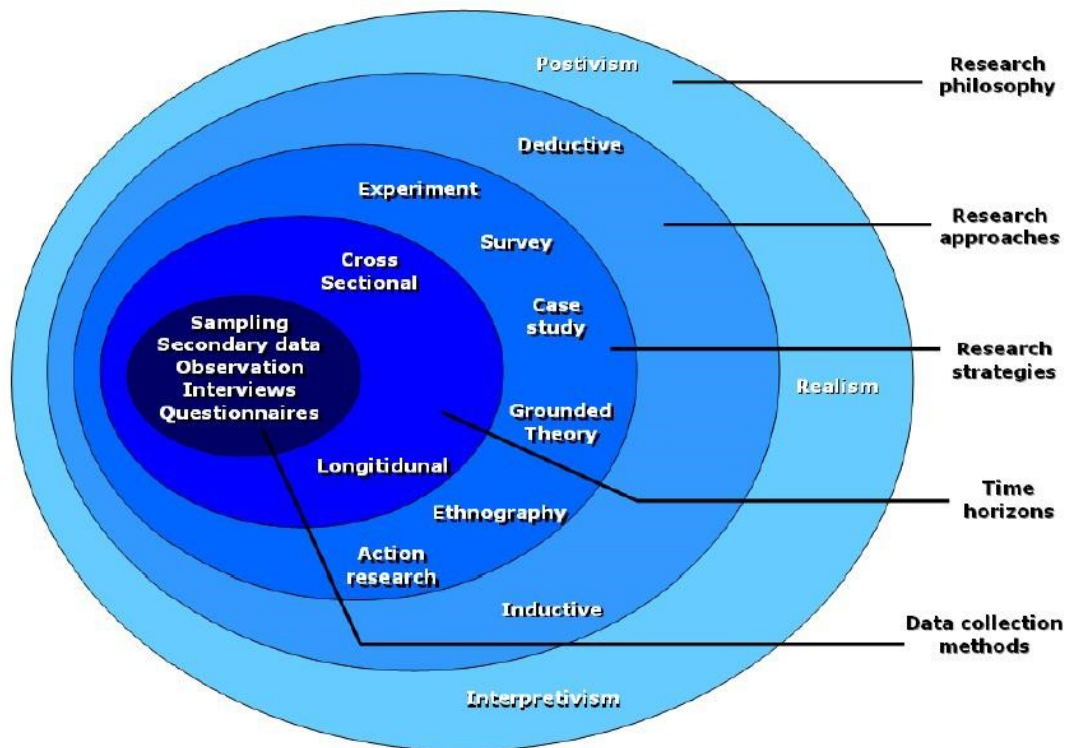 Postivism
Research
philosophy
Deductive
Experiment
Research
approaches
Survey
Cross
Sectional
Case
study
Sampling
Secondary data
Observation
Interviews
Questionnaires
Research
strategies
Realism
Grounded
Theory
Longitidunal
Time
horizons
Ethnography
Action
research
Inductive
Data collection
methods
Interpretivism